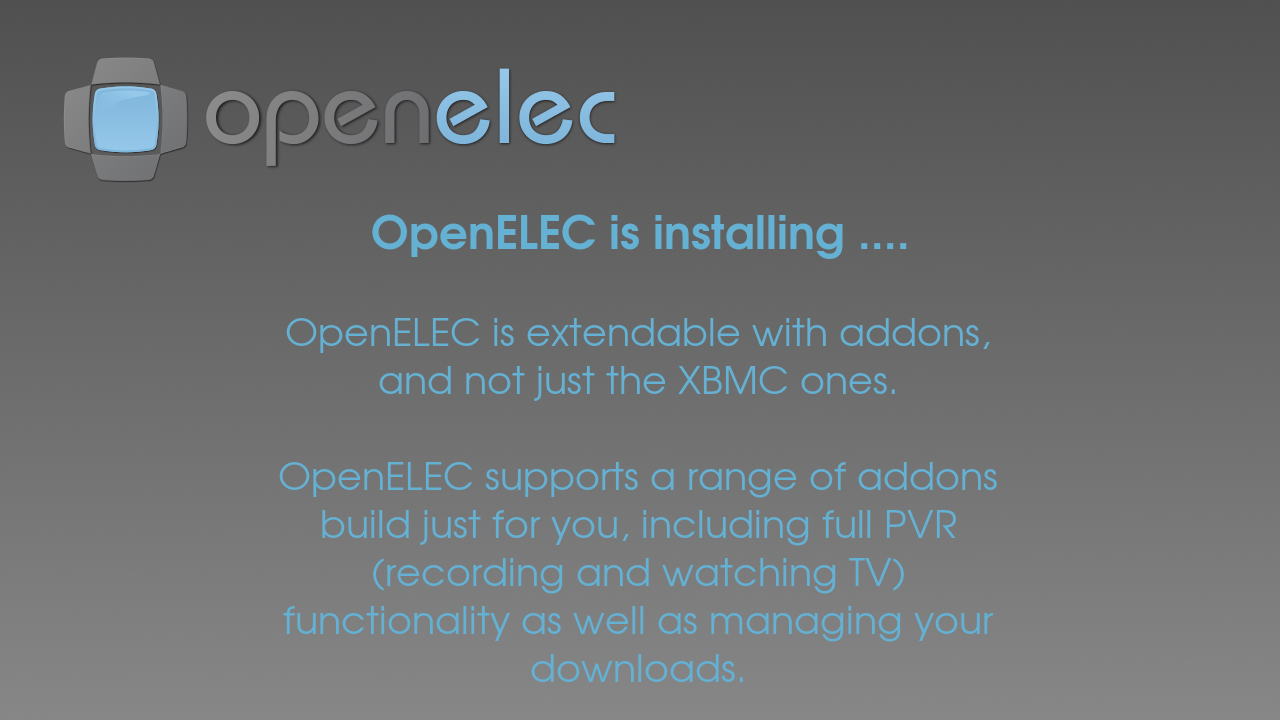 openelec
OpenELEC is installing ....
OpenELEC is extendable with addons,
and not just the XBMC ones.
OpenELEC supports a range of addons
build just for you, including full PVR
(recording and watching TV)
functionality as well as managing your
downloads.